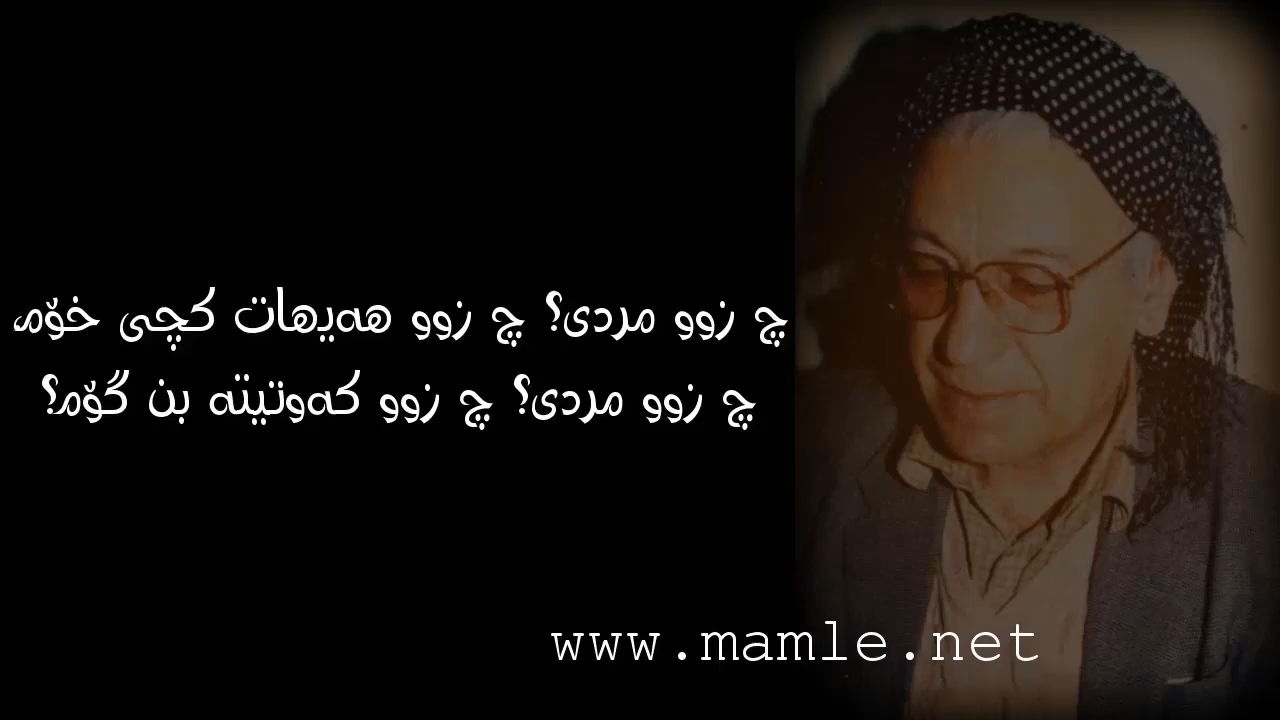 چ زوو مردی؟ چ زوو هەیهات کچی خۆم،
چ زوو مردی؟ چ زوو کەوتیتە بن گۆم؟
www.mamle.net